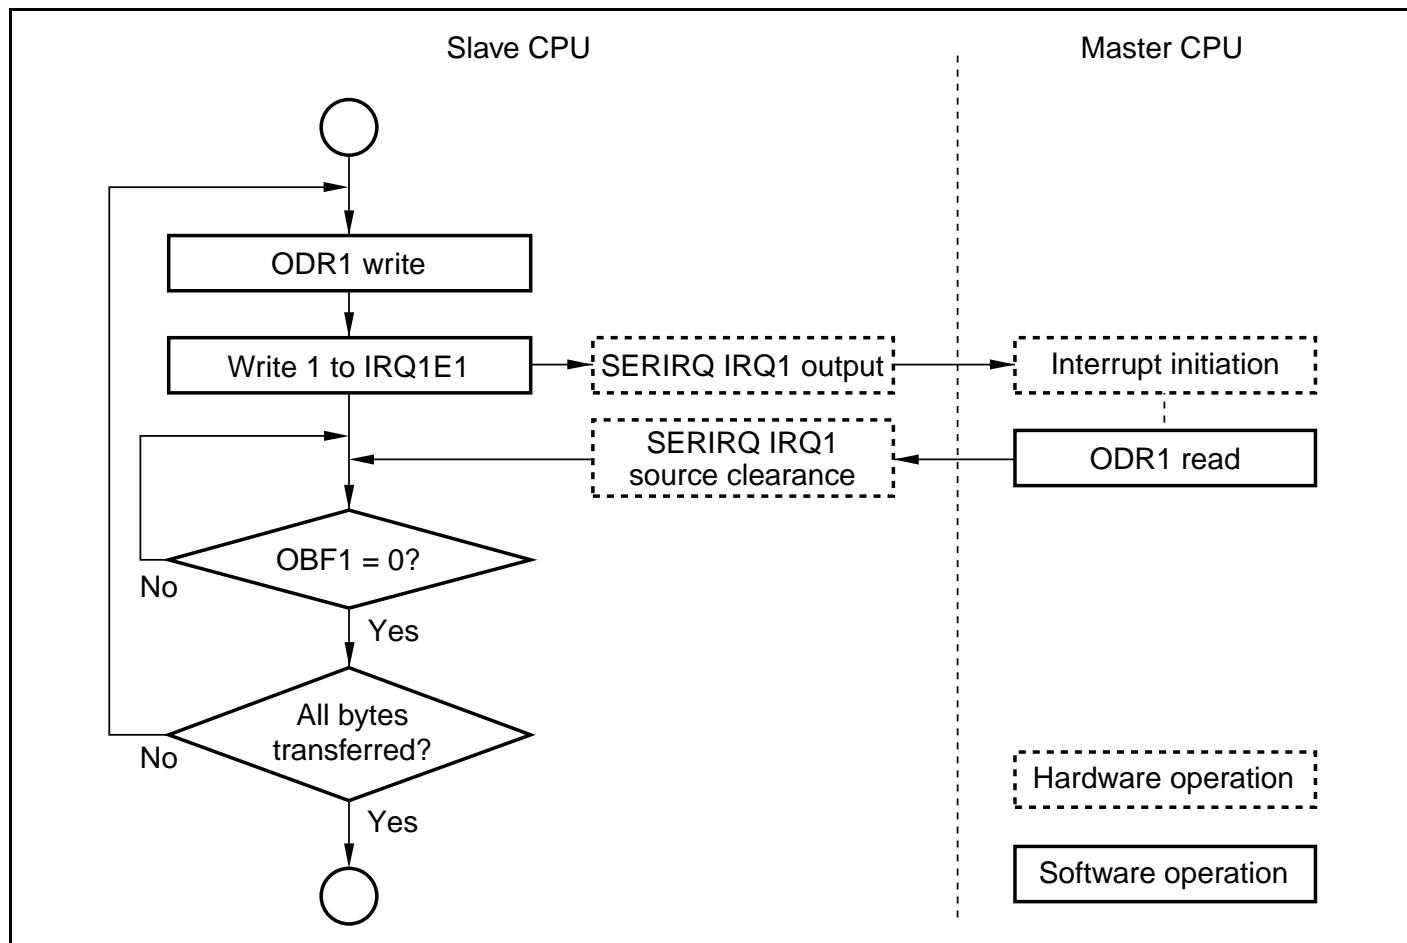 Slave CPU
Master CPU
ODR1 write
Write 1 to IRQ1E1
SERIRQ IRQ1 output
Interrupt initiation
SERIRQ IRQ1
source clearance
ODR1 read
OBF1 = 0?
No
Yes
All bytes
transferred?
No
Yes
Hardware operation
Software operation